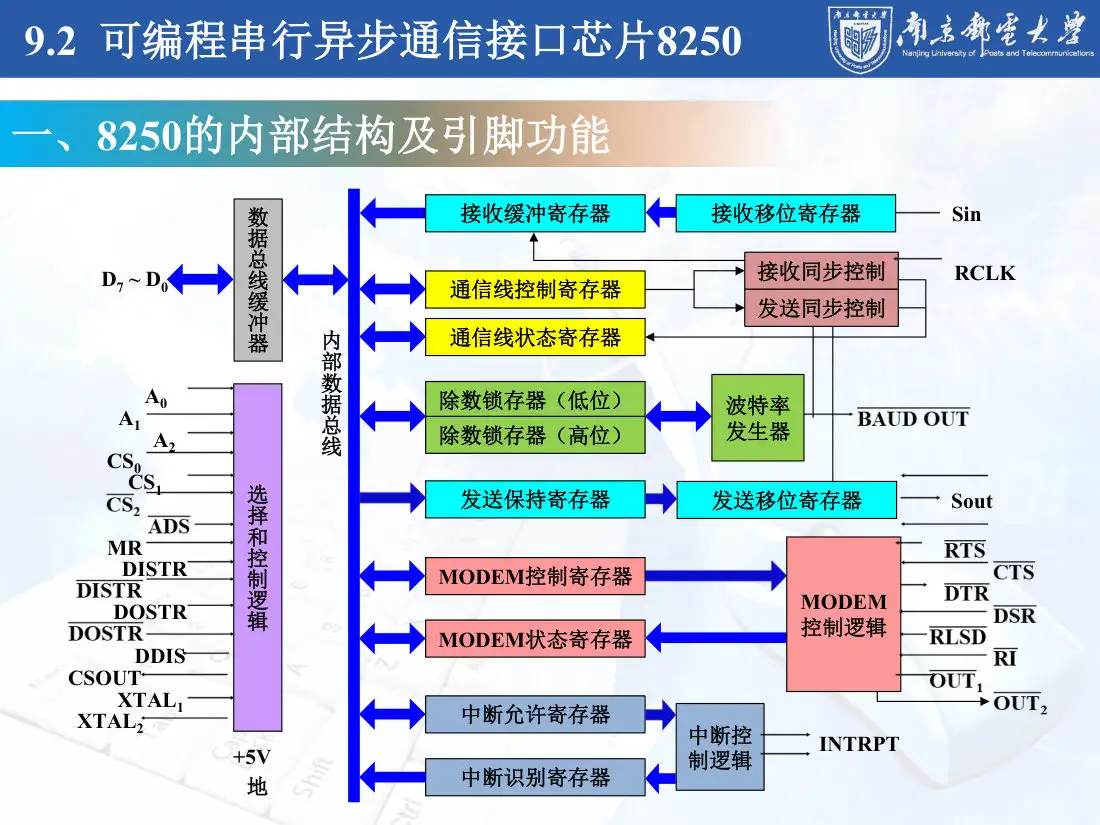 9.2 可编程串行异步通信接口芯片8250
南京邮电大学
Nanjing University of Posts and Telecommunications
一、8250的内部结构及引脚功能
D7 ~ D0
数据总线缓冲器
内部数据总线
接收缓冲寄存器
接收移位寄存器
Sin
通信线控制寄存器
接收同步控制
RCLK
发送同步控制
通信线状态寄存器
除数锁存器（低位）
除数锁存器（高位）
波特率
发生器
BAUD OUT
发送保持寄存器
发送移位寄存器
Sout
MODEM控制寄存器
MODEM状态寄存器
MODEM
控制逻辑
RTS
CTS
DTR
DSR
RLSD
RI
OUT1
OUT2
中断允许寄存器
中断识别寄存器
中断控
制逻辑
INTRPT
A0
A1
A2
CS0
CS1
CS2
ADS
MR
DISTR
DISTR
DOSTR
DOSTR
DDIS
CSOUT
XTAL1
XTAL2
选择和控制逻辑
+5V
地